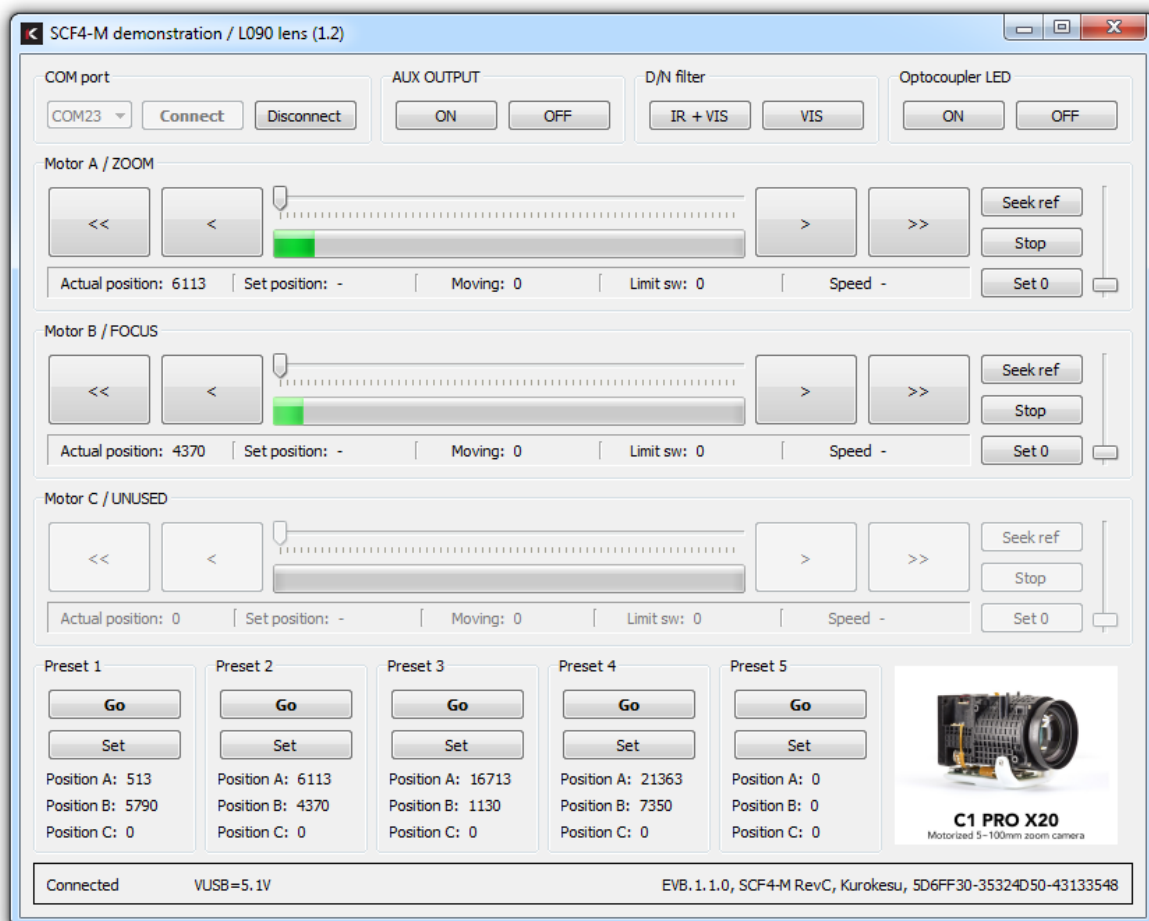 SCF4-M demonstration / L090 lens (1.2)
COM port AUX OUTPUT D/N filter Optocoupler LED
COM23 Connect Disconnect ON OFF IR + VIS VIS ON OFF
Motor A / ZOOM
<< < > >> Seek ref
Stop
Actual position: 6113 Set position: - Moving: 0 Limit sw: 0 Speed - Set 0
Motor B / FOCUS
<< < > >> Seek ref
Stop
Actual position: 4370 Set position: - Moving: 0 Limit sw: 0 Speed - Set 0
Motor C / UNUSED
<< < > >> Seek ref
Stop
Actual position: 0 Set position: - Moving: 0 Limit sw: 0 Speed - Set 0
Preset 1 Preset 2 Preset 3 Preset 4 Preset 5
Go Go Go Go Go
Set Set Set Set Set
Position A: 513 Position A: 6113 Position A: 16713 Position A: 21363 Position A: 0
Position B: 5790 Position B: 4370 Position B: 1130 Position B: 7350 Position B: 0
Position C: 0 Position C: 0 Position C: 0 Position C: 0 Position C: 0
C1 PRO X20
Motorized 5-100mm zoom camera
Connected VUSB=5.1V EVB.1.1.0, SCF4-M RevC, Kurokesu, 5D6FF30-35324D50-43133548